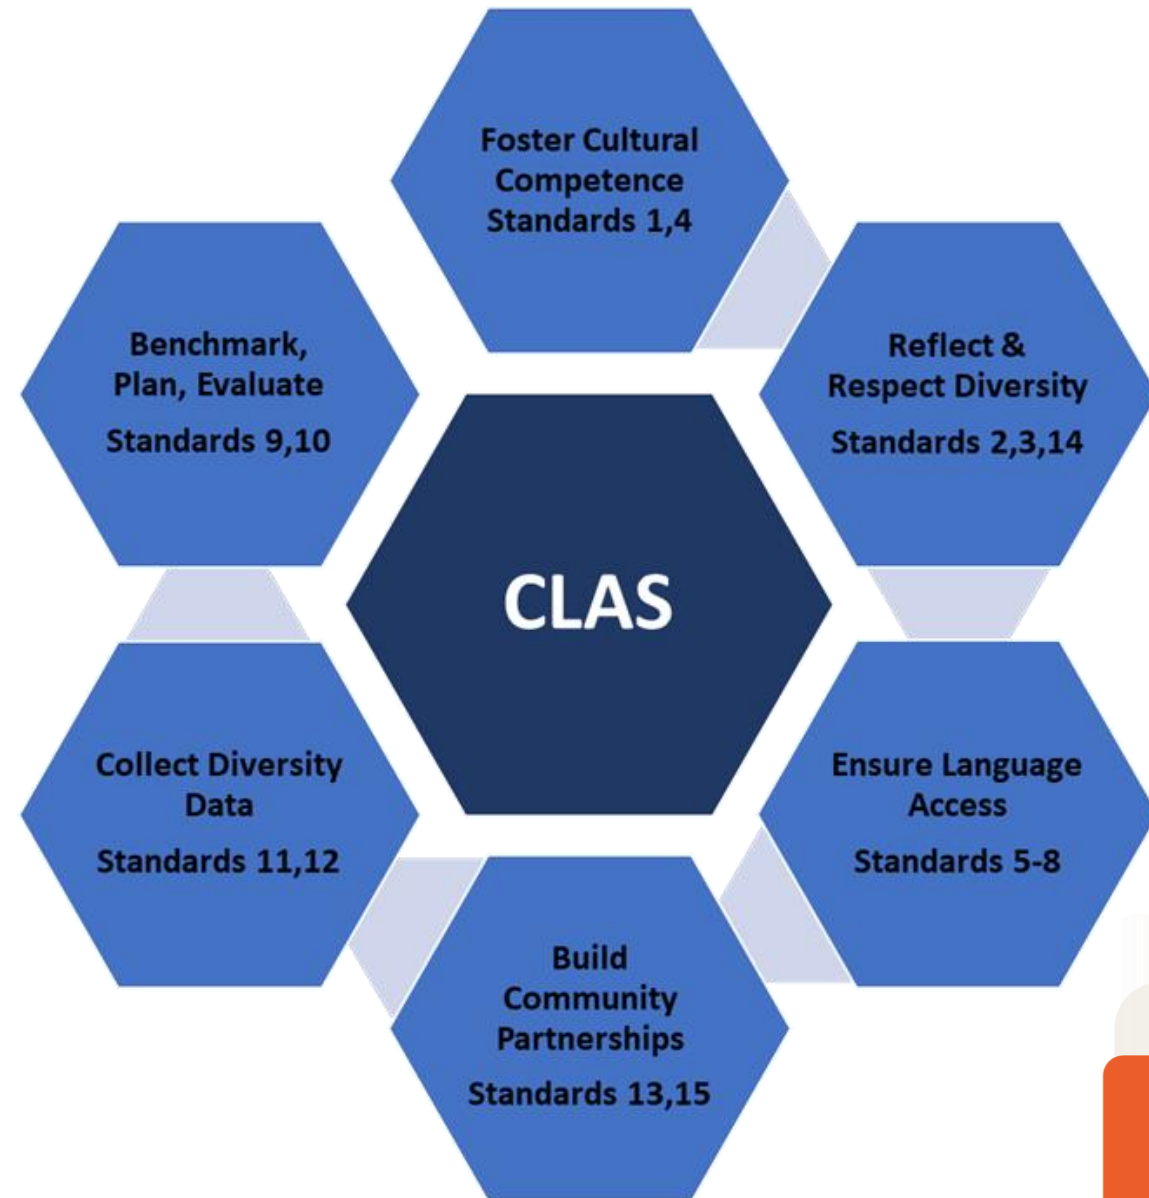 Foster Cultural
Competence
Standards 1,4
Reflect &
Respect Diversity
Standards 2,3,14
Ensure Language
Access
Standards 5-8
Build
Community
Partnerships
Standards 13,15
Collect Diversity
Data
Standards 11,12
Benchmark,
Plan, Evaluate
Standards 9,10
CLAS